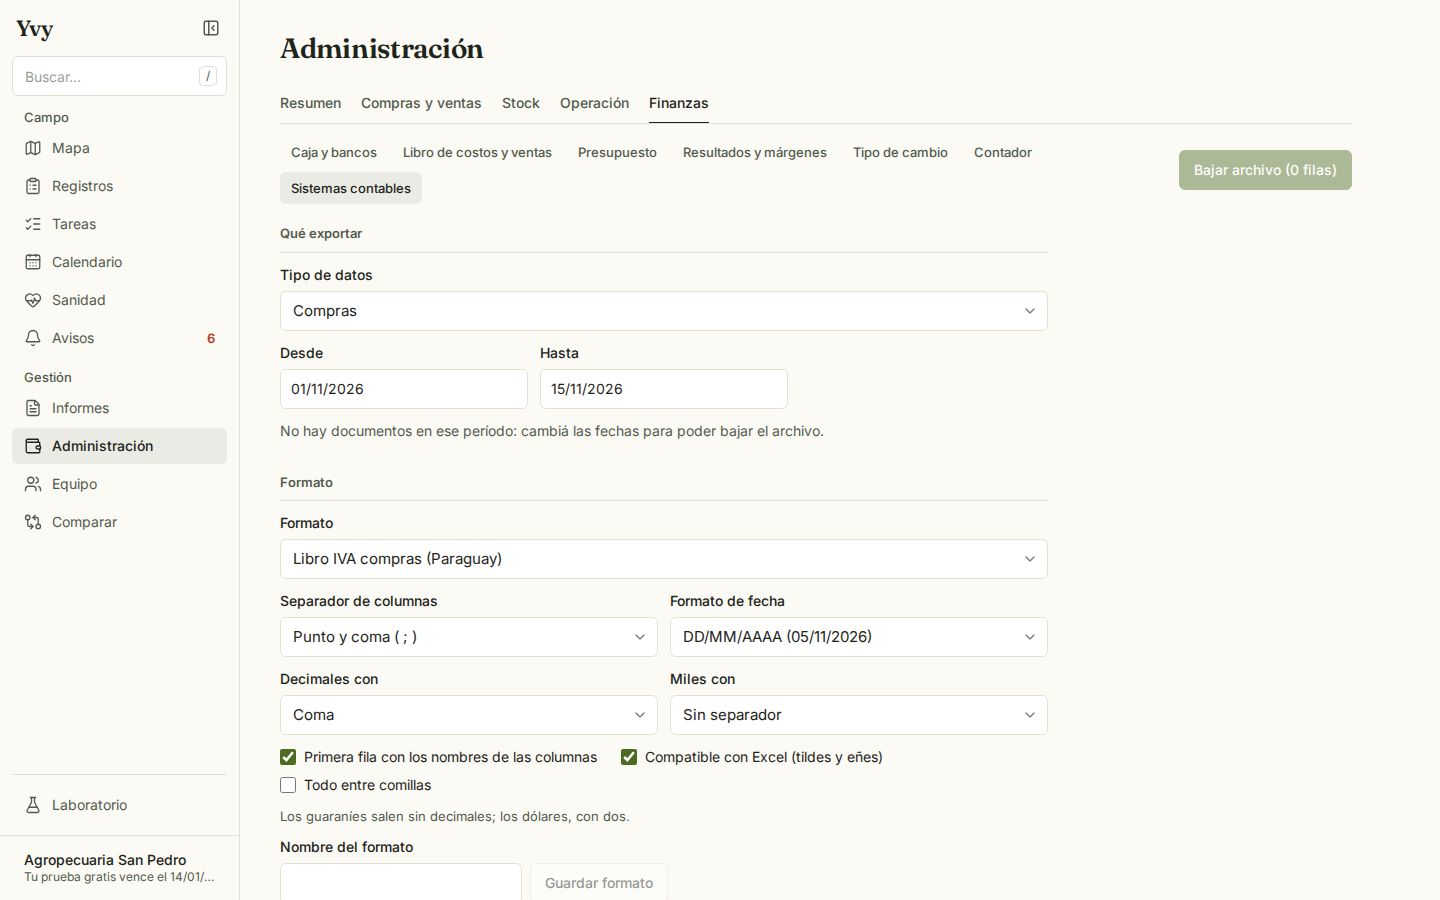 Yvy
Buscar... /
Campo
Mapa
Registros
Tareas
Calendario
Sanidad
Avisos 6
Gestión
Informes
Administración
Equipo
Comparar
Laboratorio
Agropecuaria San Pedro
Tu prueba gratis vence el 14/01/...
Administración
Resumen Compras y ventas Stock Operación Finanzas
Caja y bancos Libro de costos y ventas Presupuesto Resultados y márgenes Tipo de cambio Contador
Sistemas contables
Bajar archivo (0 filas)
Qué exportar
Tipo de datos
Compras
Desde Hasta
01/11/2026 15/11/2026
No hay documentos en ese período: cambiá las fechas para poder bajar el archivo.
Formato
Formato
Libro IVA compras (Paraguay)
Separador de columnas Formato de fecha
Punto y coma ( ; ) DD/MM/AAAA (05/11/2026)
Decimales con Miles con
Coma Sin separador
Primera fila con los nombres de las columnas Compatible con Excel (tildes y eñes)
Todo entre comillas
Los guaraníes salen sin decimales; los dólares, con dos.
Nombre del formato
Guardar formato